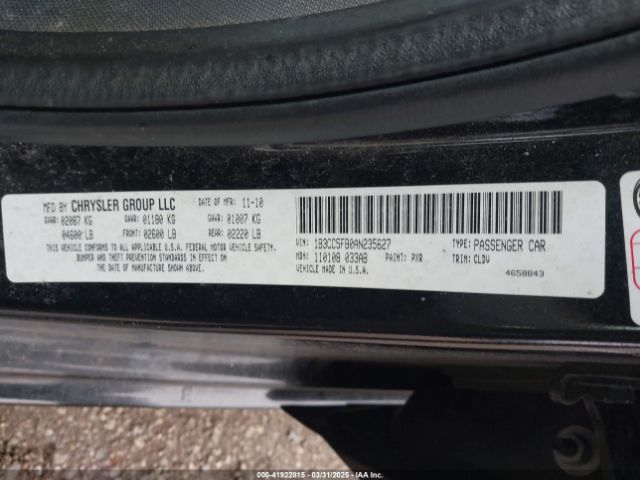 MFD BY CHRYSLER GROUP LLC DATE OF MFR: 11-10
GVWR: 02087 KG GAWR: 01180 KG GAWR: 01007 KG
04600 LB FRONT: 02600 LB REAR: 02220 LB
THIS VEHICLE CONFORMS TO ALL APPLICABLE U.S.A. FEDERAL MOTOR VEHICLE SAFETY,
BUMPER AND THEFT PREVENTION STANDARDS IN EFFECT ON
THE DATE OF MANUFACTURE SHOWN ABOVE.
VIN: 1B3CC5FB0AN235627 TYPE: PASSENGER CAR
MDH: 110108 033AB PAINT: PXR TRIM: CLDV
VEHICLE MADE IN U.S.A.
4658843
000-41922815 - 03/31/2025 - © IAA Holdings, LLC